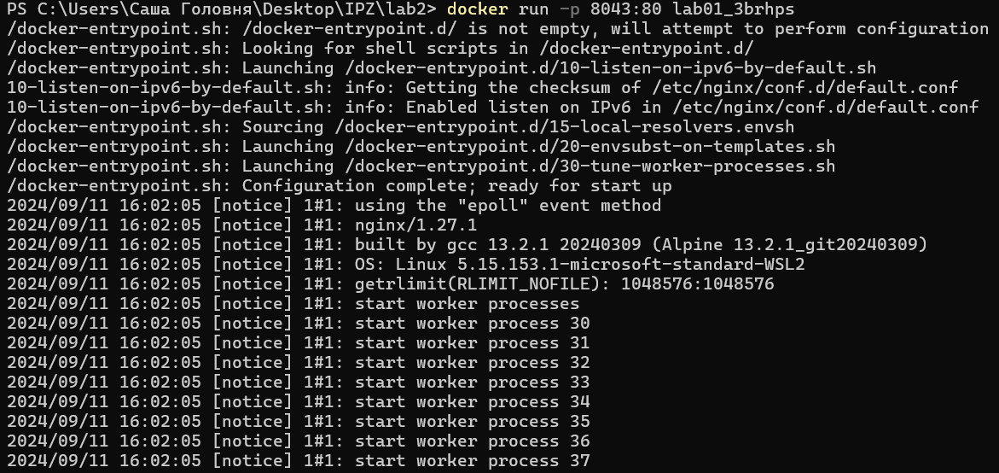 PS C:\Users\Саша Головня\Desktop\IPZ\lab2> docker run -p 8043:80 lab01_3brhps
/docker-entrypoint.sh: /docker-entrypoint.d/ is not empty, will attempt to perform configuration
/docker-entrypoint.sh: Looking for shell scripts in /docker-entrypoint.d/
/docker-entrypoint.sh: Launching /docker-entrypoint.d/10-listen-on-ipv6-by-default.sh
10-listen-on-ipv6-by-default.sh: info: Getting the checksum of /etc/nginx/conf.d/default.conf
10-listen-on-ipv6-by-default.sh: info: Enabled listen on IPv6 in /etc/nginx/conf.d/default.conf
/docker-entrypoint.sh: Sourcing /docker-entrypoint.d/15-local-resolvers.envsh
/docker-entrypoint.sh: Launching /docker-entrypoint.d/20-envsubst-on-templates.sh
/docker-entrypoint.sh: Launching /docker-entrypoint.d/30-tune-worker-processes.sh
/docker-entrypoint.sh: Configuration complete; ready for start up
2024/09/11 16:02:05 [notice] 1#1: using the "epoll" event method
2024/09/11 16:02:05 [notice] 1#1: nginx/1.27.1
2024/09/11 16:02:05 [notice] 1#1: built by gcc 13.2.1 20240309 (Alpine 13.2.1_git20240309)
2024/09/11 16:02:05 [notice] 1#1: OS: Linux 5.15.153.1-microsoft-standard-WSL2
2024/09/11 16:02:05 [notice] 1#1: getrlimit(RLIMIT_NOFILE): 1048576:1048576
2024/09/11 16:02:05 [notice] 1#1: start worker processes
2024/09/11 16:02:05 [notice] 1#1: start worker process 30
2024/09/11 16:02:05 [notice] 1#1: start worker process 31
2024/09/11 16:02:05 [notice] 1#1: start worker process 32
2024/09/11 16:02:05 [notice] 1#1: start worker process 33
2024/09/11 16:02:05 [notice] 1#1: start worker process 34
2024/09/11 16:02:05 [notice] 1#1: start worker process 35
2024/09/11 16:02:05 [notice] 1#1: start worker process 36
2024/09/11 16:02:05 [notice] 1#1: start worker process 37